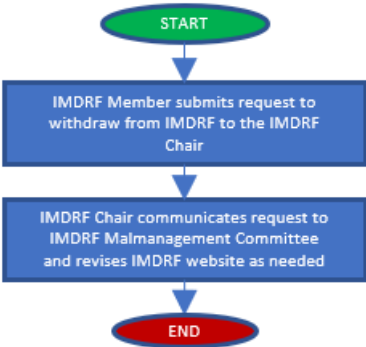 START
IMDRF Member submits request to
withdraw from IMDRF to the IMDRF
Chair
IMDRF Chair communicates request to
IMDRF Malmanagement Committee
and revises IMDRF website as needed
END